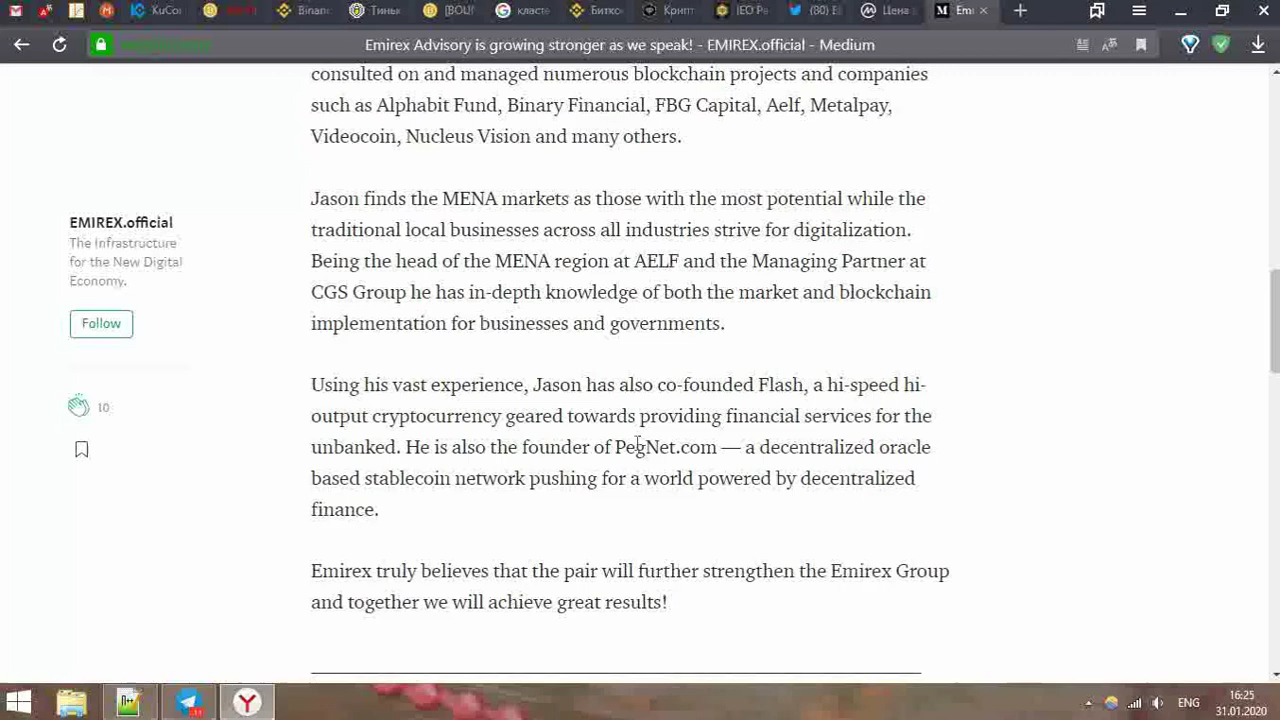 KuCo
Binanc
Тинь
[BOU
класте
Битко
Крипт
IEO Pe
(80) E
Цена
Emi
Emirex Advisory is growing stronger as we speak! - EMIREX.official - Medium
consulted on and managed numerous blockchain projects and companies
such as Alphabit Fund, Binary Financial, FBG Capital, Aelf, Metalpay,
Videocoin, Nucleus Vision and many others.
Jason finds the MENA markets as those with the most potential while the
traditional local businesses across all industries strive for digitalization.
Being the head of the MENA region at AELF and the Managing Partner at
CGS Group he has in-depth knowledge of both the market and blockchain
implementation for businesses and governments.
EMIREX.official
The Infrastructure
for the New Digital
Economy.
Follow
10
Using his vast experience, Jason has also co-founded Flash, a hi-speed hi-
output cryptocurrency geared towards providing financial services for the
unbanked. He is also the founder of PegNet.com — a decentralized oracle
based stablecoin network pushing for a world powered by decentralized
finance.
Emirex truly believes that the pair will further strengthen the Emirex Group
and together we will achieve great results!
ENG
16:25
31.01.2020